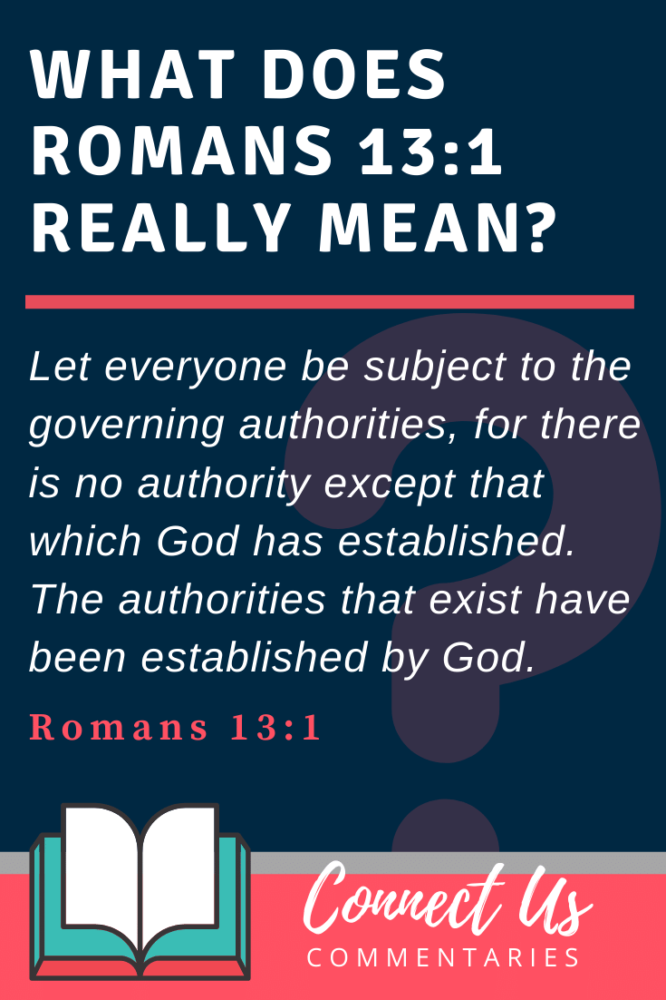 WHAT DOES
ROMANS 13:1
REALLY MEAN?
Let everyone be subject to the
governing authorities, for there
is no authority except that
which God has established.
The authorities that exist have
been established by God.
Romans 13:1
Connect Us
COMMENTARIES